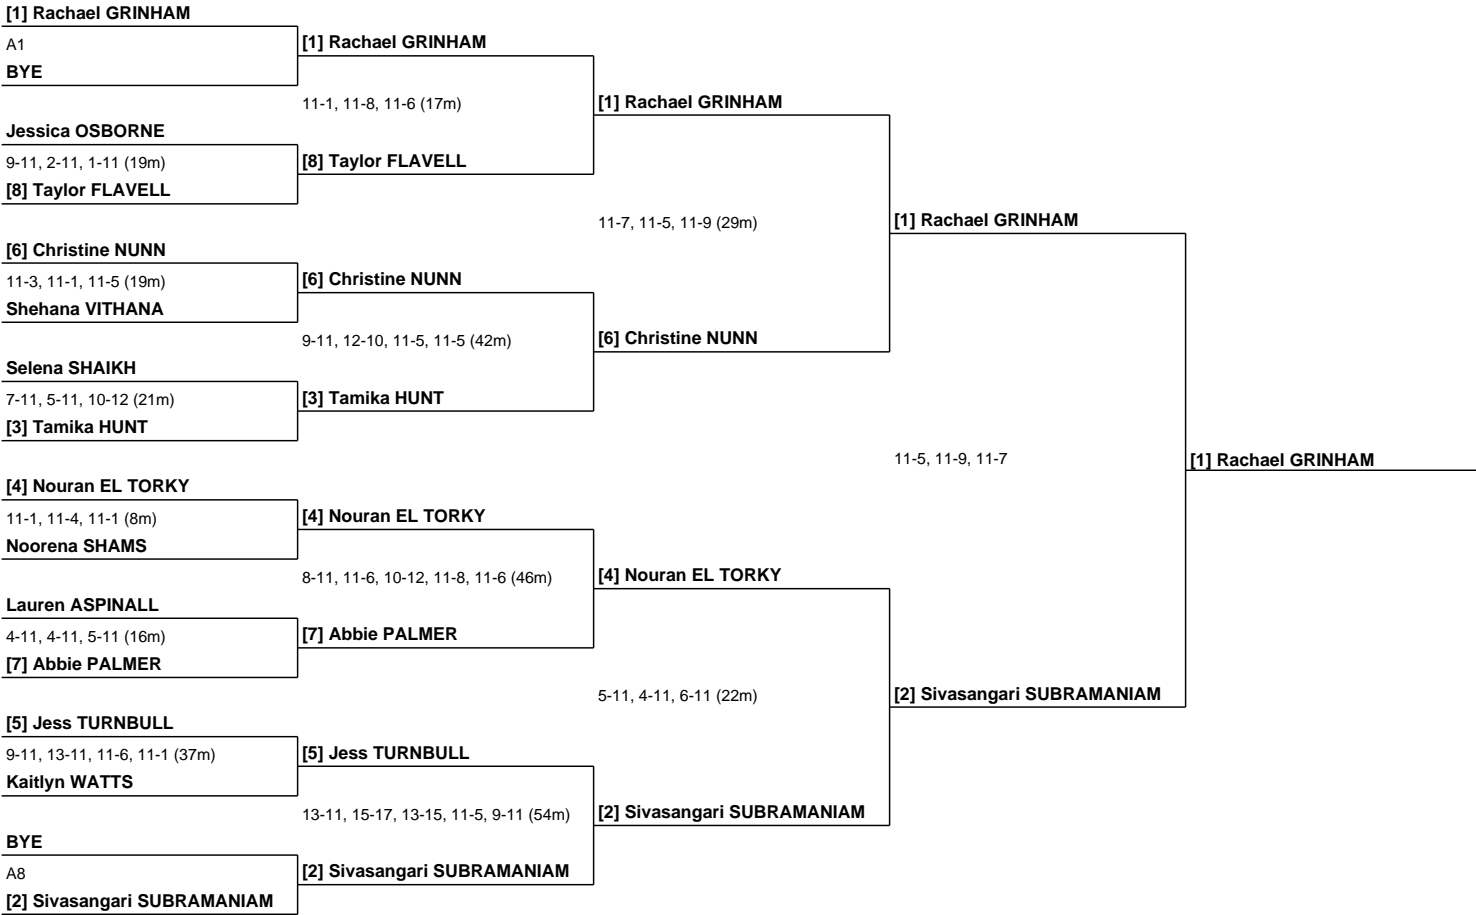 [1] Rachael GRINHAM
A1
BYE
Jessica OSBORNE
9-11, 2-11, 1-11 (19m)
[8] Taylor FLAVELL
[6] Christine NUNN
11-3, 11-1, 11-5 (19m)
Shehana VITHANA
Selena SHAIKH
7-11, 5-11, 10-12 (21m)
[3] Tamika HUNT
[4] Nouran EL TORKY
11-1, 11-4, 11-1 (8m)
Noorena SHAMS
Lauren ASPINALL
4-11, 4-11, 5-11 (16m)
[7] Abbie PALMER
[5] Jess TURNBULL
9-11, 13-11, 11-6, 11-1 (37m)
Kaitlyn WATTS
BYE
A8
[2] Sivasangari SUBRAMANIAM
[1] Rachael GRINHAM
11-1, 11-8, 11-6 (17m)
[8] Taylor FLAVELL
[6] Christine NUNN
9-11, 12-10, 11-5, 11-5 (42m)
[3] Tamika HUNT
[4] Nouran EL TORKY
8-11, 11-6, 10-12, 11-8, 11-6 (46m)
[7] Abbie PALMER
[5] Jess TURNBULL
13-11, 15-17, 13-15, 11-5, 9-11 (54m)
[2] Sivasangari SUBRAMANIAM
[1] Rachael GRINHAM
11-7, 11-5, 11-9 (29m)
[6] Christine NUNN
[4] Nouran EL TORKY
5-11, 4-11, 6-11 (22m)
[2] Sivasangari SUBRAMANIAM
[1] Rachael GRINHAM
11-5, 11-9, 11-7
[2] Sivasangari SUBRAMANIAM
[1] Rachael GRINHAM